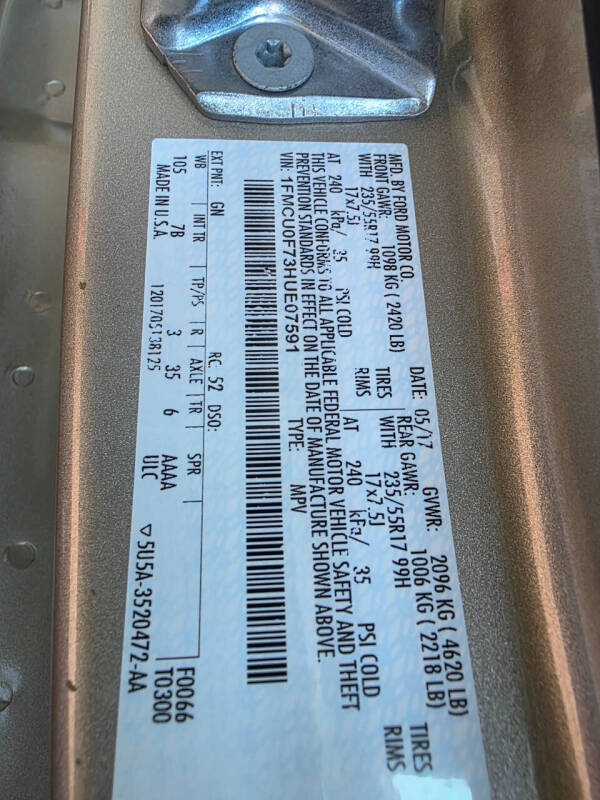 MFD. BY FORD MOTOR CO. DATE: 05/17 GVWR: 2096 KG ( 4620 LB)
FRONT GAWR: 1098 KG ( 2420 LB) REAR GAWR: 1006 KG ( 2218 LB)
WITH 235/55R17 99H TIRES WITH 235/55R17 99H TIRES
17x7.5J RIMS 17x7.5J RIMS
AT 240 kPa/ 35 PSI COLD AT 240 kPa/ 35 PSI COLD
THIS VEHICLE CONFORMS TO ALL APPLICABLE FEDERAL MOTOR VEHICLE SAFETY AND THEFT
PREVENTION STANDARDS IN EFFECT ON THE DATE OF MANUFACTURE SHOWN ABOVE.
VIN: 1FMCU0F73HUE07591 TYPE: MPV
EXT PNT: GN RC: 52 DSO: F0066
WB INT TR TP/PS R AXLE TR SPR T0300
105 7B 3 35 6 AAAA
MADE IN U.S.A. 1201705138125 ULC ▽ 5U5A-3520472-AA